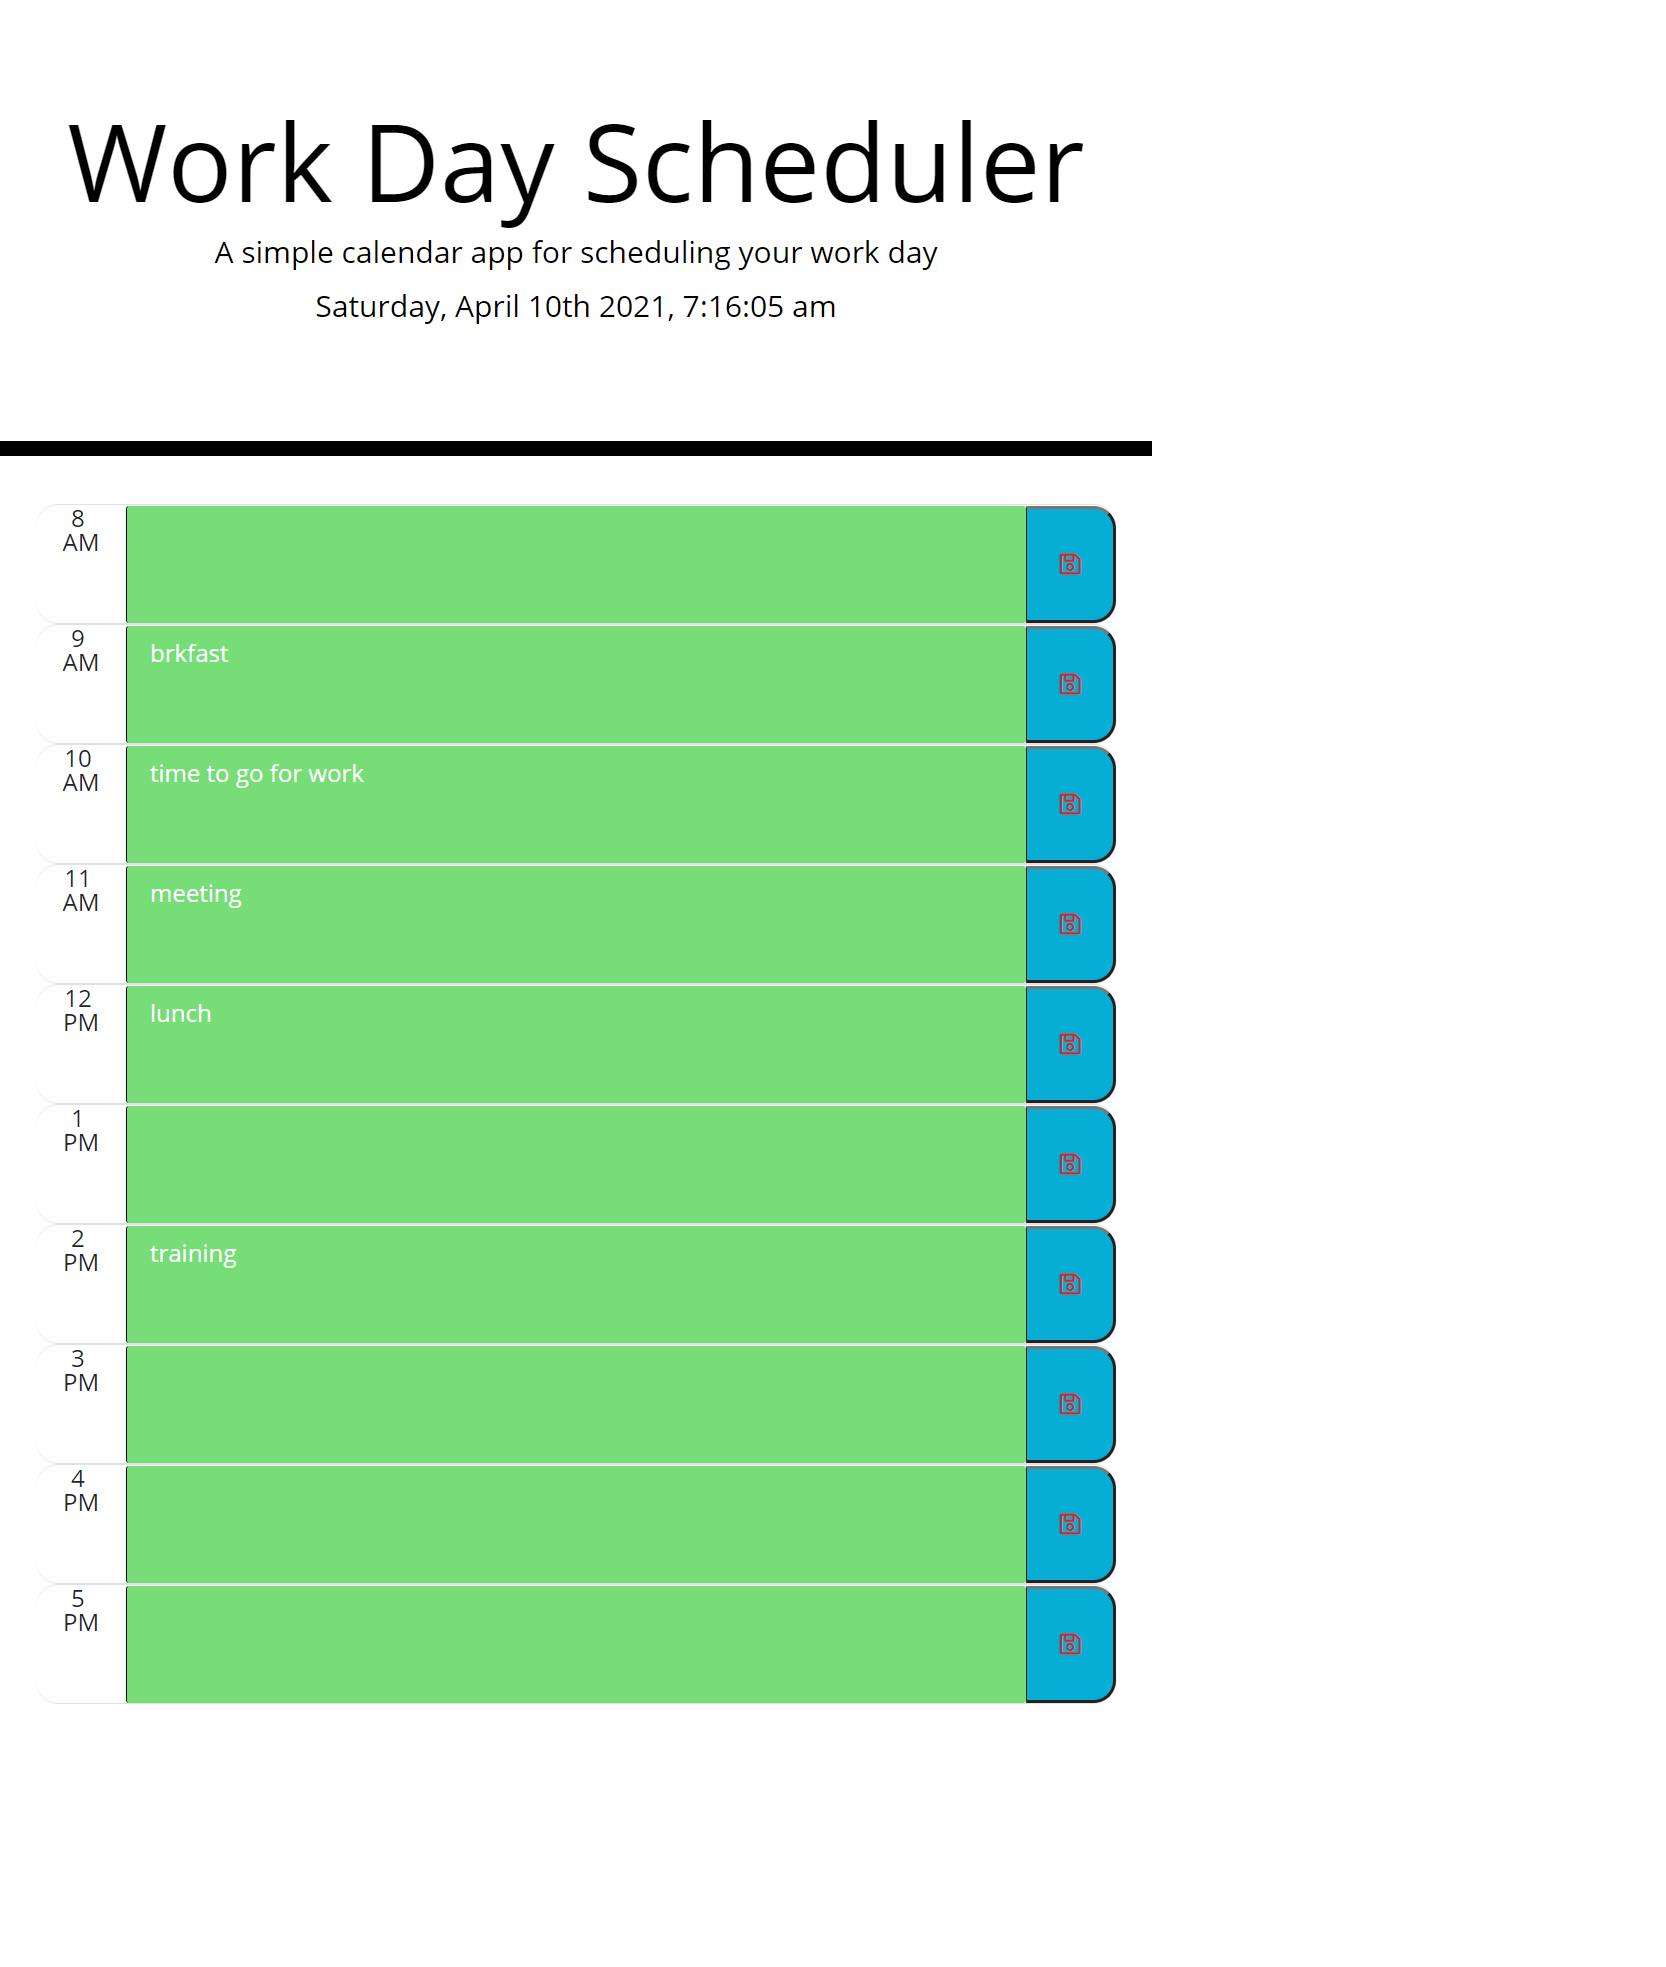 Work Day Scheduler
A simple calendar app for scheduling your work day
Saturday, April 10th 2021, 7:16:05 am
8
AM
9
AM
brkfast
10
AM
time to go for work
11
AM
meeting
12
PM
lunch
1
PM
2
PM
training
3
PM
4
PM
5
PM